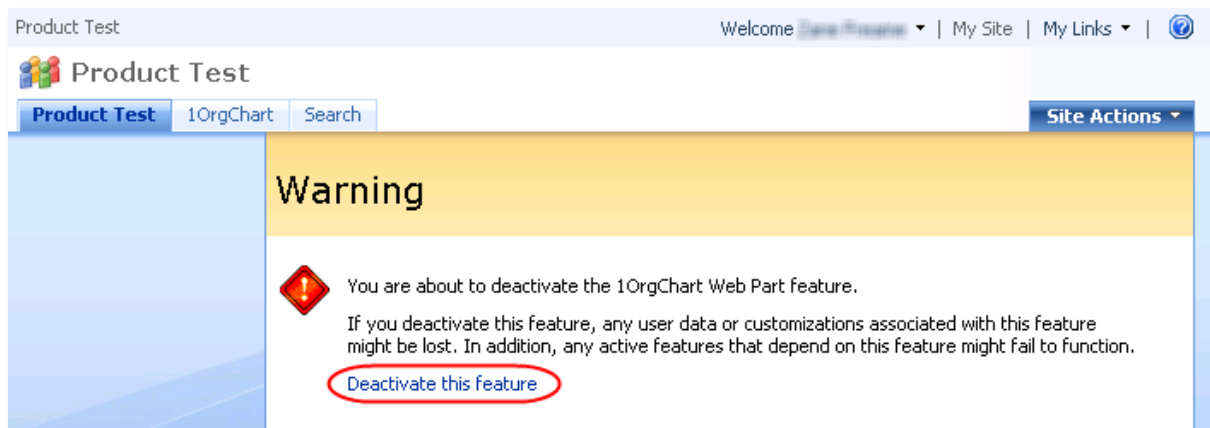 Product Test
Welcome | My Site | My Links |
Product Test
Product Test 1OrgChart Search Site Actions
Warning
You are about to deactivate the 1OrgChart Web Part feature.
If you deactivate this feature, any user data or customizations associated with this feature
might be lost. In addition, any active features that depend on this feature might fail to function.
Deactivate this feature